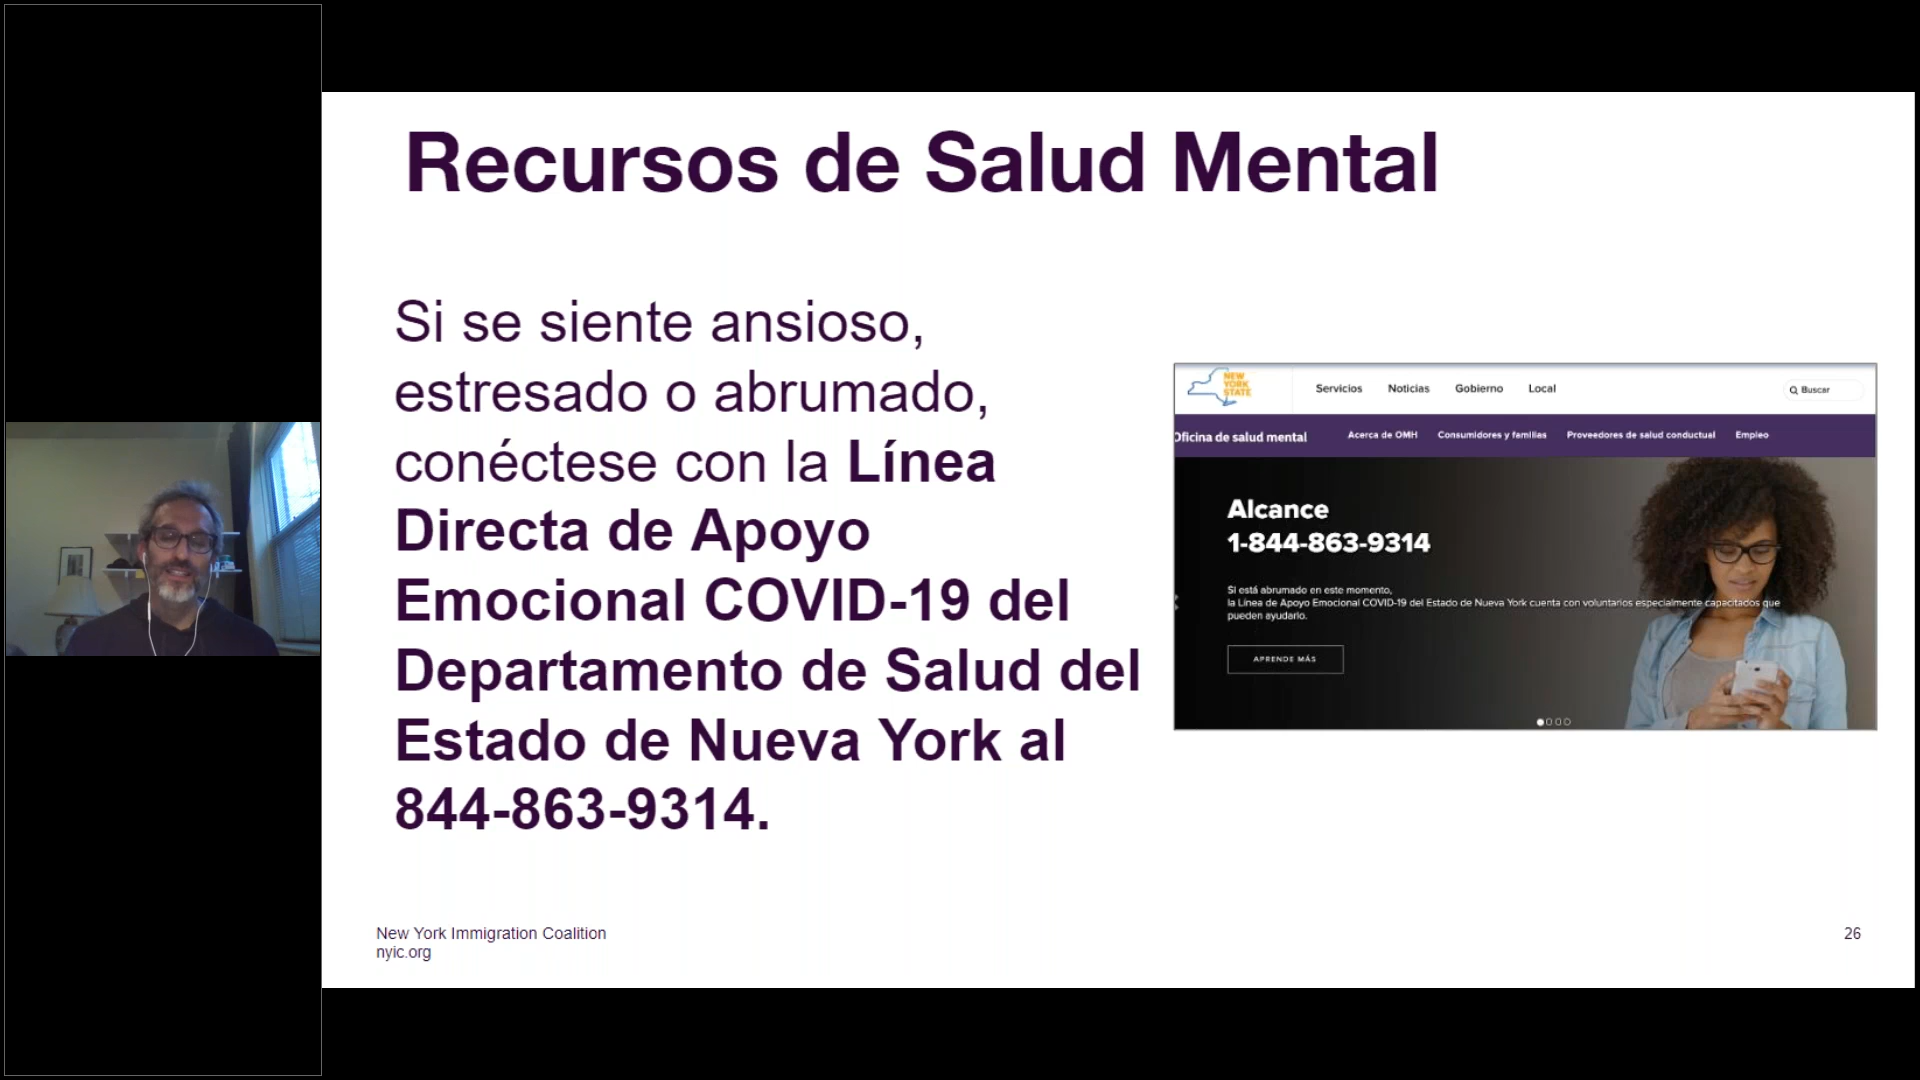 Recursos de Salud Mental
Si se siente ansioso,
estresado o abrumado,
conéctese con la Línea
Directa de Apoyo
Emocional COVID-19 del
Departamento de Salud del
Estado de Nueva York al
844-863-9314.
NEW
YORK
STATE
Servicios Noticias Gobierno Local Buscar
Oficina de salud mental Acerca de OMH Consumidores y familias Proveedores de salud conductual Empleo
Alcance
1-844-863-9314
Si está abrumado en este momento,
la Línea de Apoyo Emocional COVID-19 del Estado de Nueva York cuenta con voluntarios especialmente capacitados que
pueden ayudarlo.
APRENDE MÁS
New York Immigration Coalition
nyic.org
26